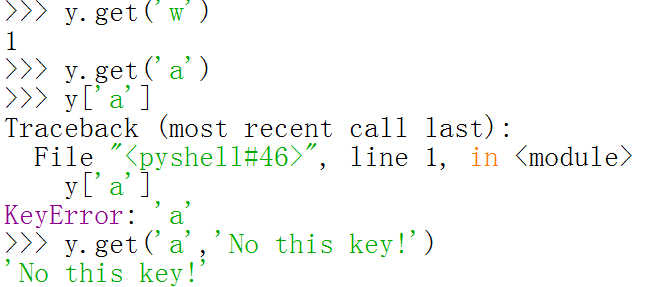 >>> y.get('w')
1
>>> y.get('a')
>>> y['a']
Traceback (most recent call last):
  File "<pyshell#46>", line 1, in <module>
    y['a']
KeyError: 'a'
>>> y.get('a','No this key!')
'No this key!'